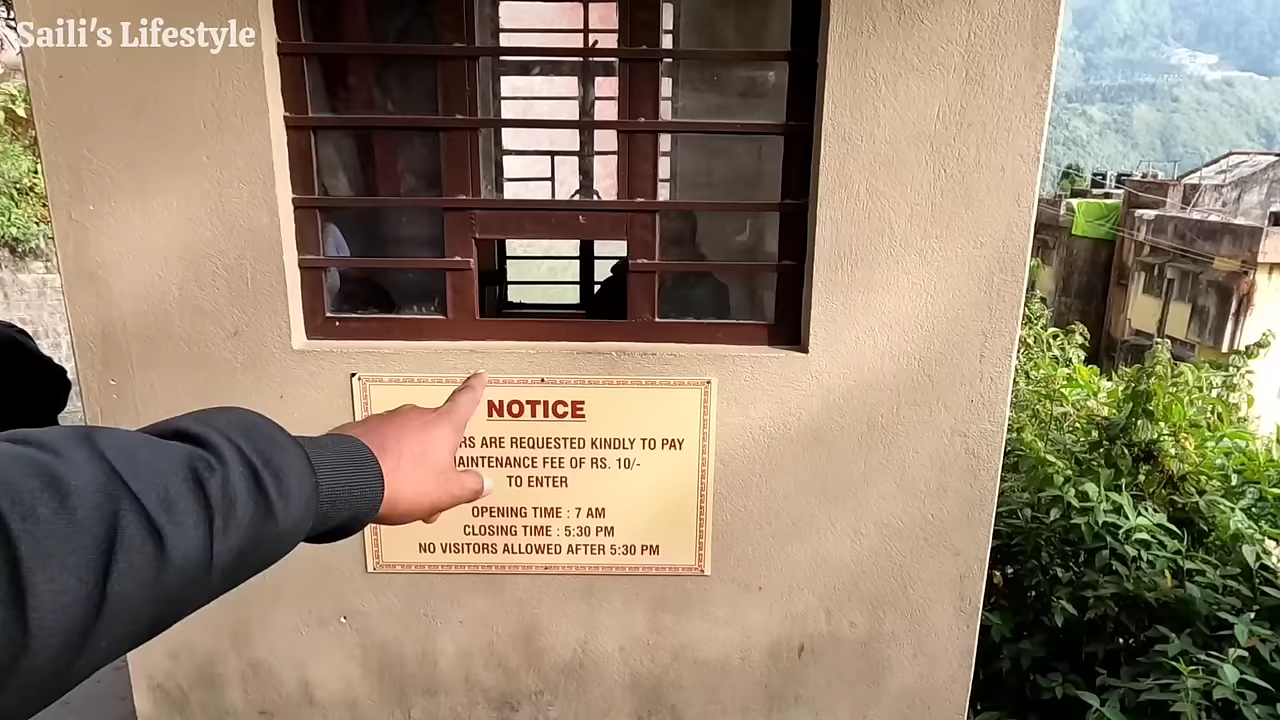 Saili's Lifestyle
NOTICE
ARE REQUESTED KINDLY TO PAY
FEE OF RS. 10/-
TO ENTER
OPENING TIME : 7 AM
CLOSING TIME : 5:30 PM
NO VISITORS ALLOWED AFTER 5:30 PM